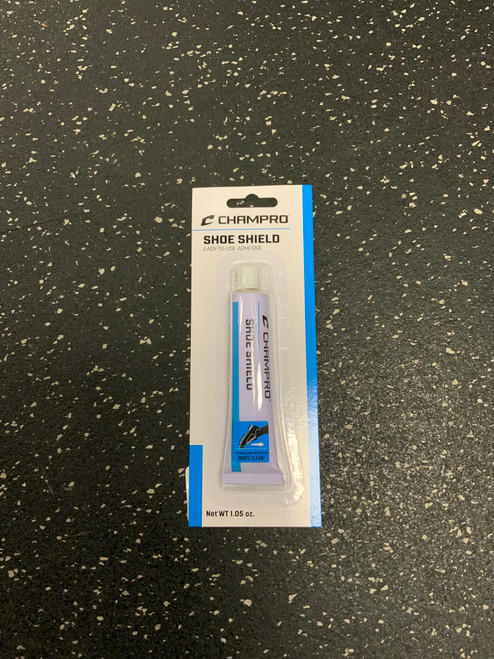 CHAMPRO
SHOE SHIELD
EASY-TO-USE ADHESIVE
CHAMPRO
SHOE SHIELD
DRIES CLEAR!
Net WT 1.05 oz.